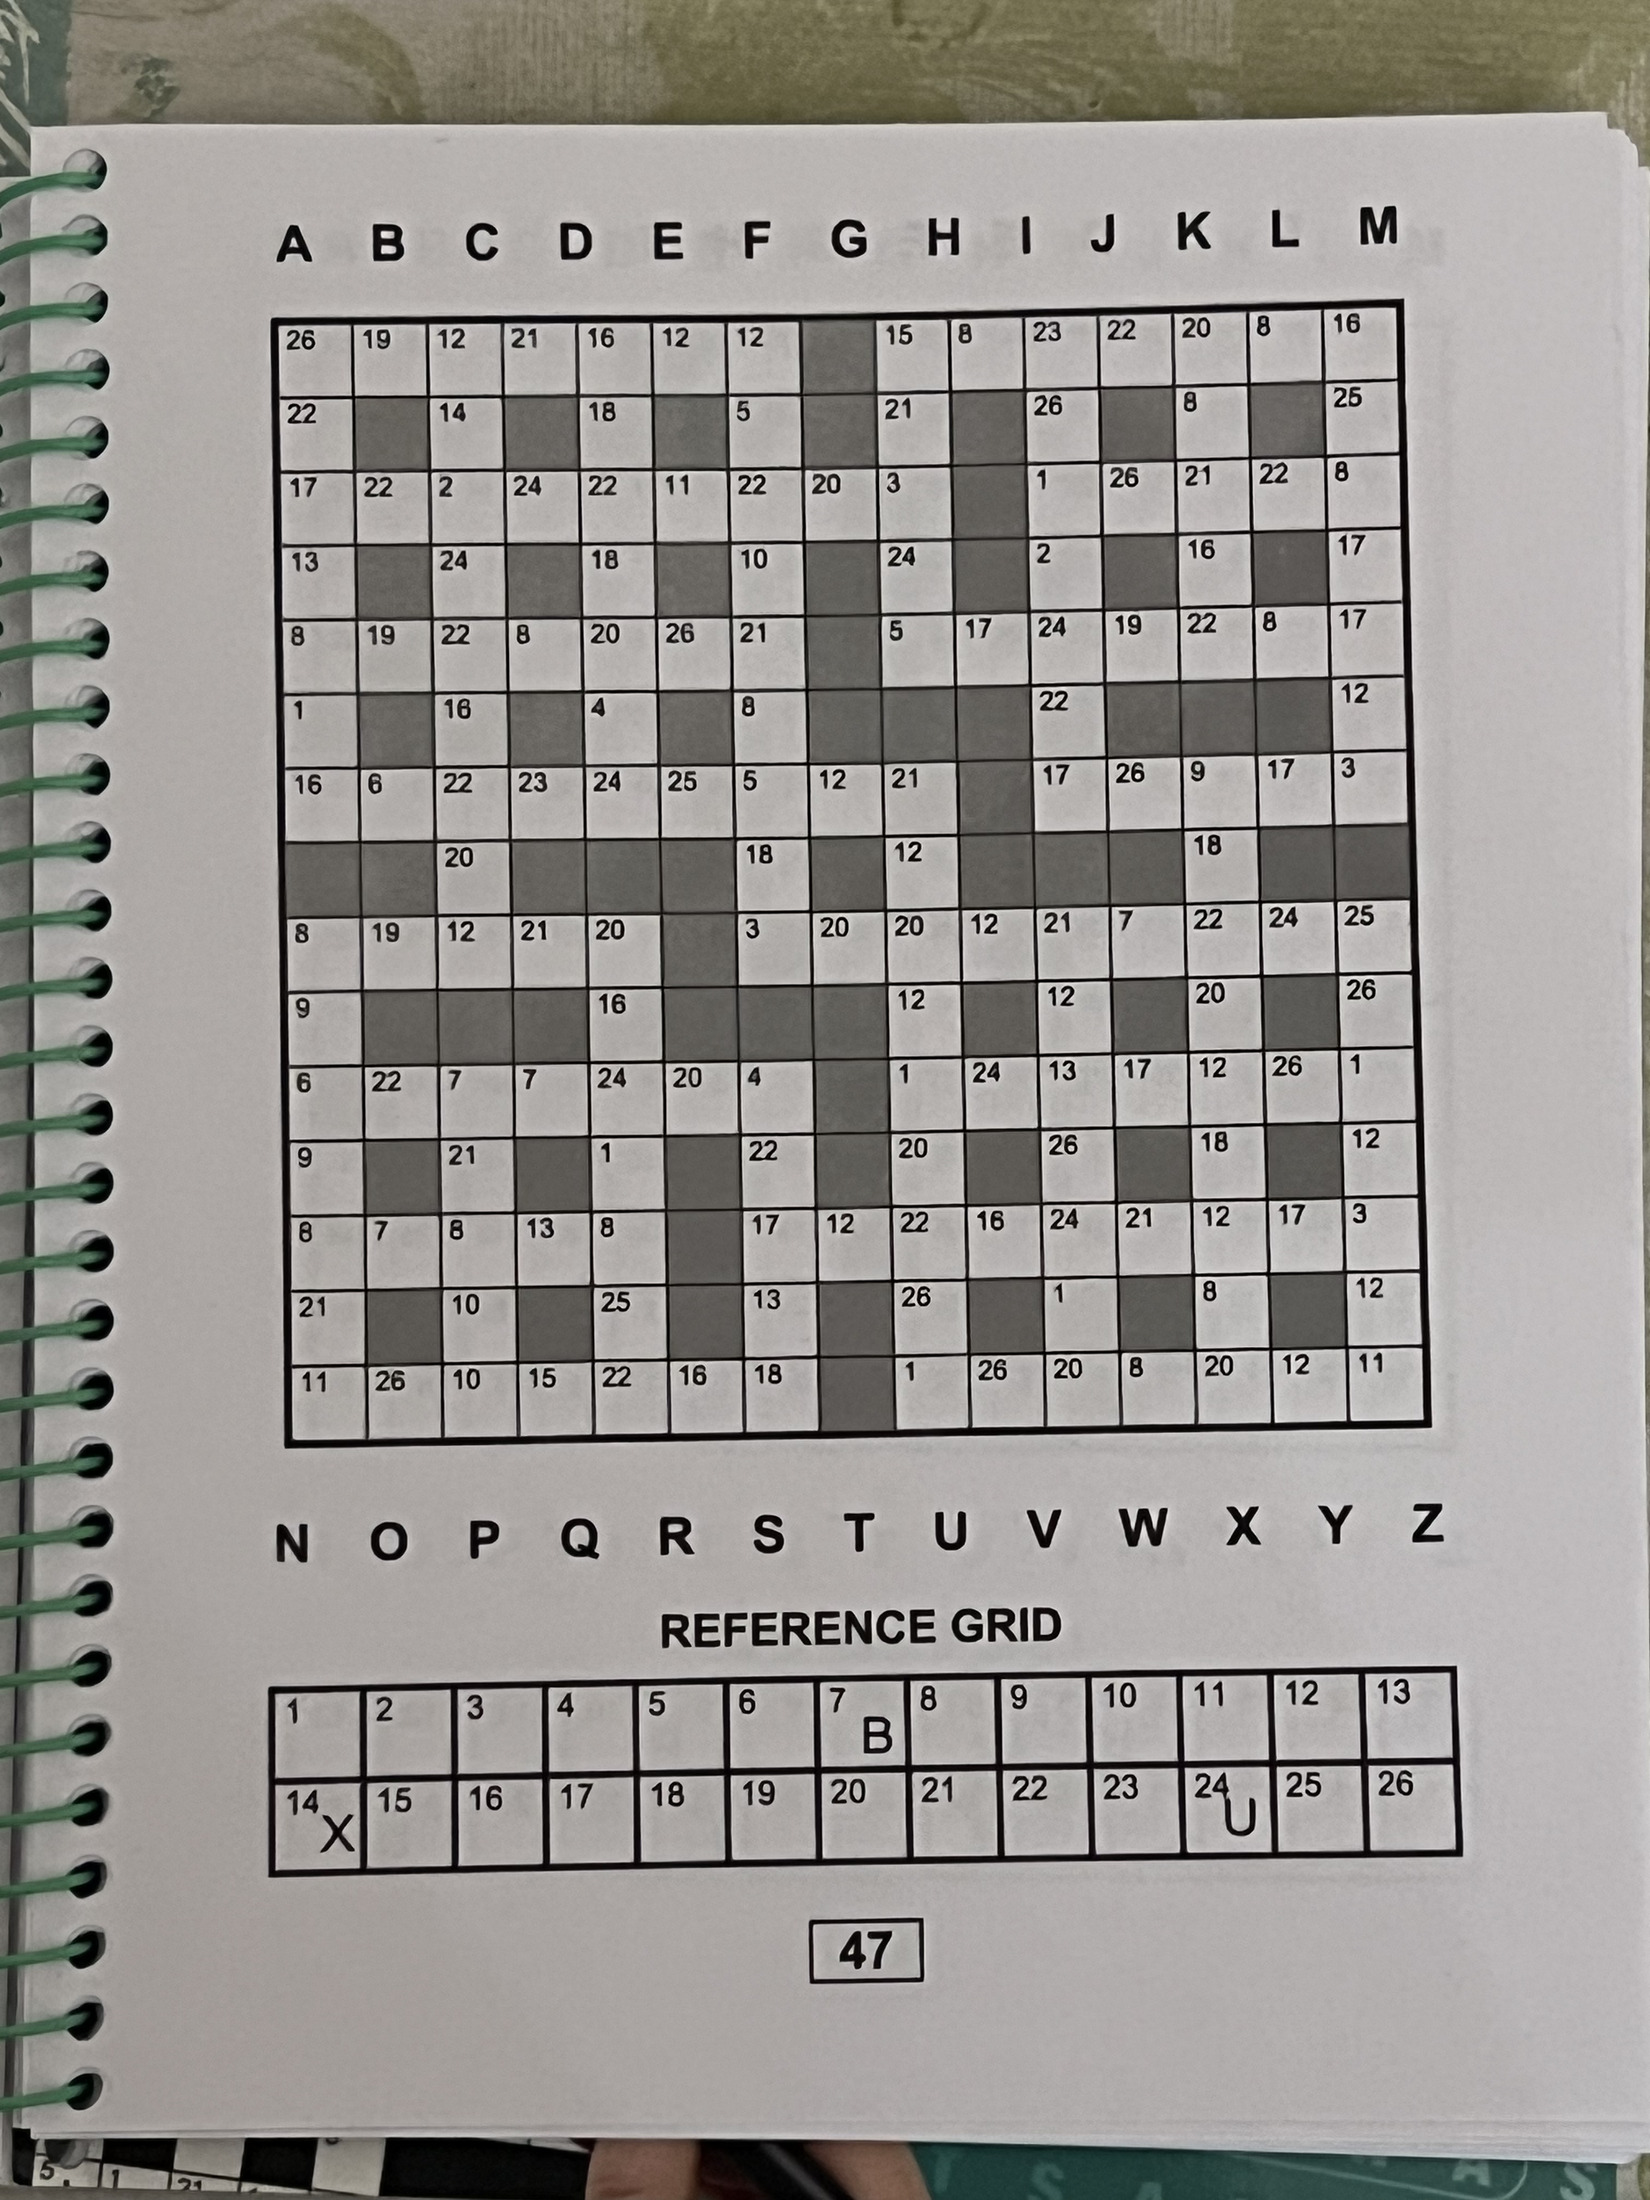 A B C D E F G H I J K L M
26 19 12 21 16 12 12 15 8 23 22 20 8 16
22 14 18 5 21 26 8 25
17 22 2 24 22 11 22 20 3 1 26 21 22 8
13 24 18 10 24 2 16 17
8 19 22 8 20 26 21 5 17 24 19 22 8 17
1 16 4 8 22 12
16 6 22 23 24 25 5 12 21 17 26 9 17 3
20 18 12 18
8 19 12 21 20 3 20 20 12 21 7 22 24 25
9 16 12 12 20 26
6 22 7 7 24 20 4 1 24 13 17 12 26 1
9 21 1 22 20 26 18 12
8 7 8 13 8 17 12 22 16 24 21 12 17 3
21 10 25 13 26 1 8 12
11 26 10 15 22 16 18 1 26 20 8 20 12 11
N O P Q R S T U V W X Y Z
REFERENCE GRID
1 2 3 4 5 6 7 B 8 9 10 11 12 13
14 X 15 16 17 18 19 20 21 22 23 24 U 25 26
47
5 1 21
S A
A S